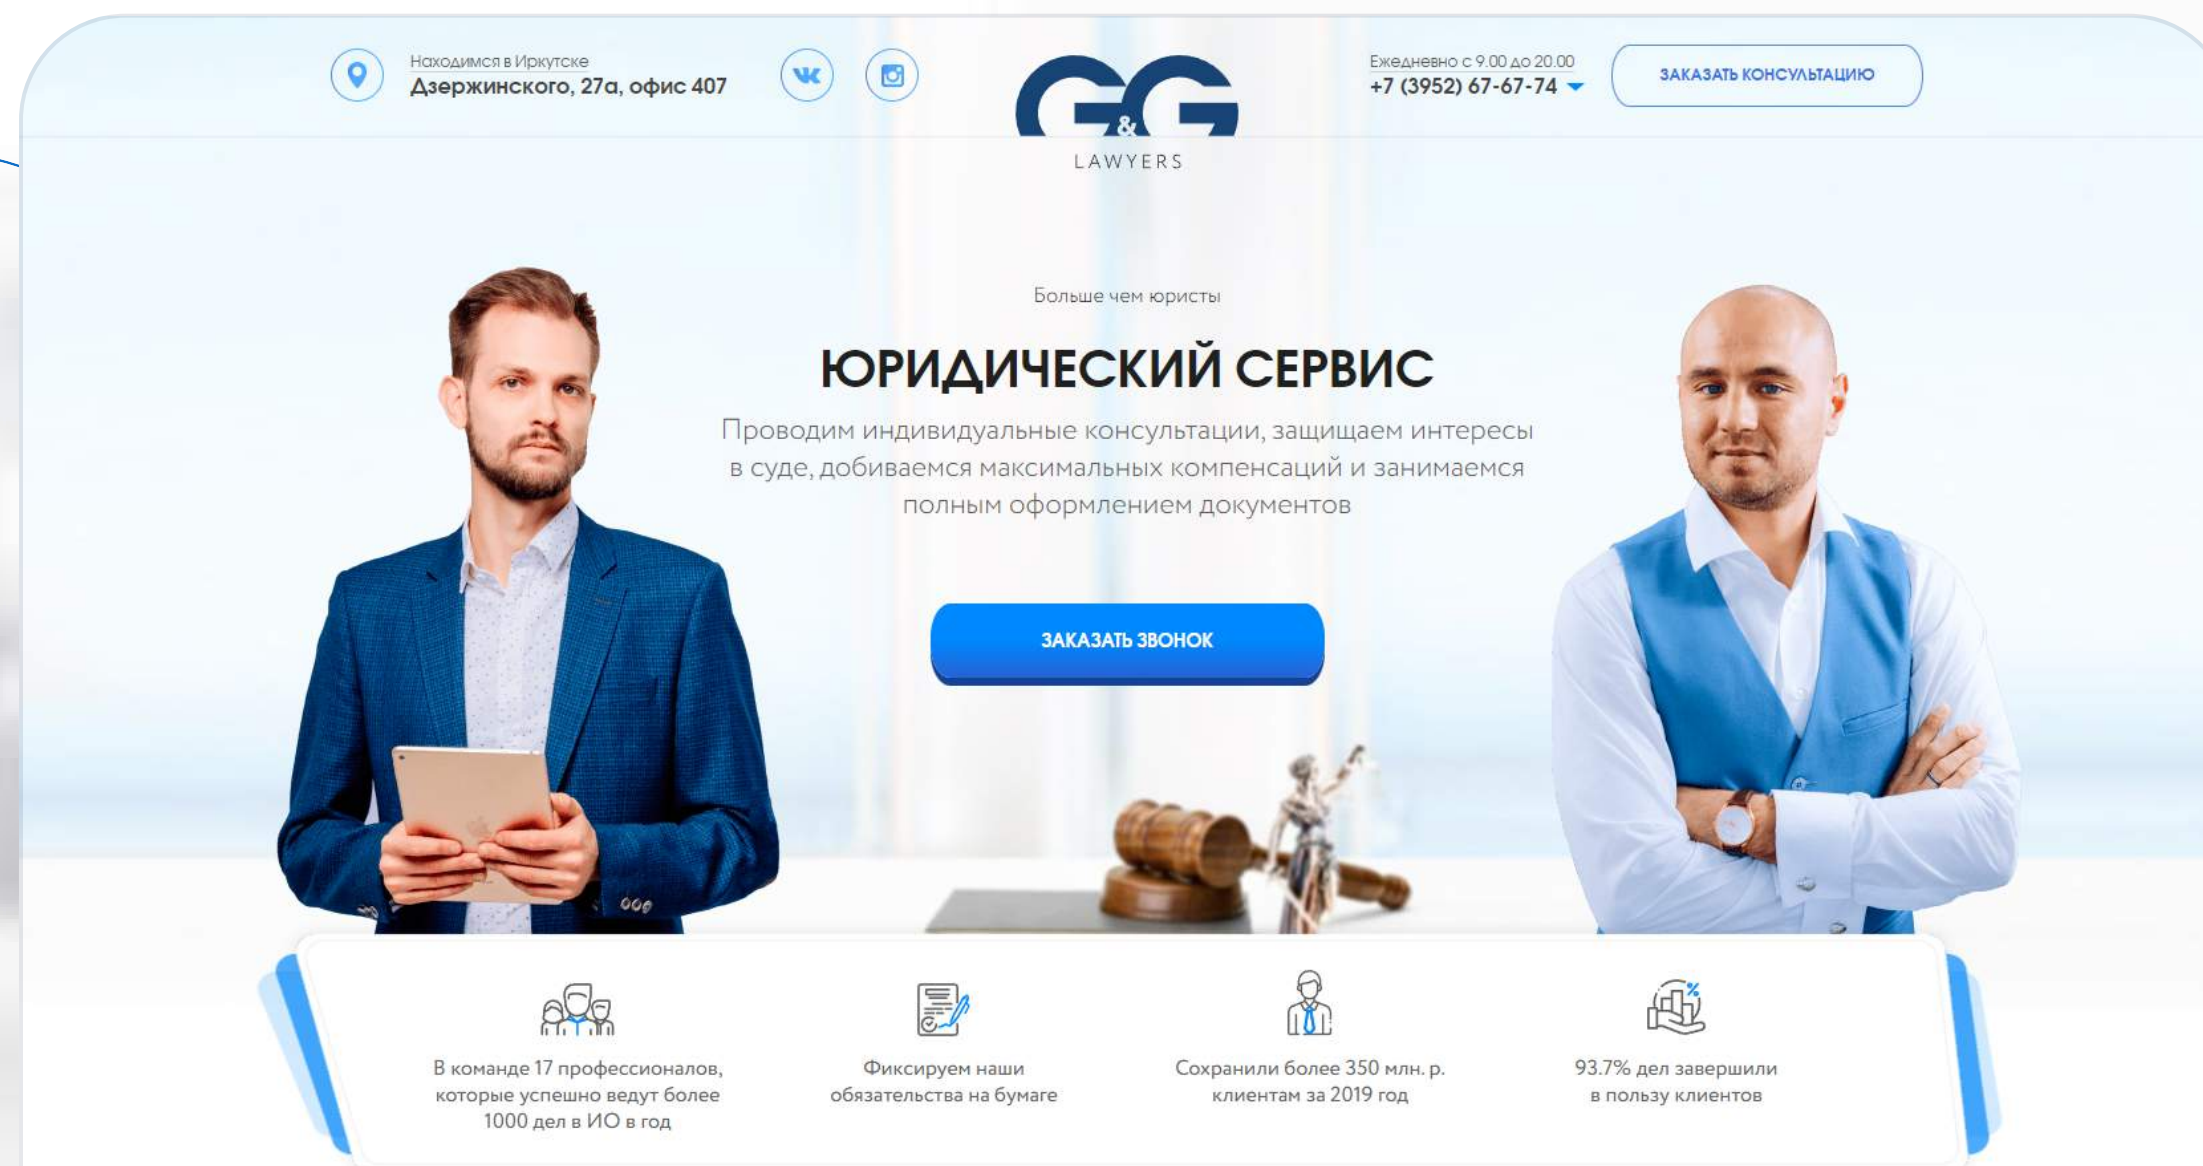 Находимся в Иркутске
Дзержинского, 27а, офис 407
G&G
LAWYERS
Ежедневно с 9.00 до 20.00
+7 (3952) 67-67-74
ЗАКАЗАТЬ КОНСУЛЬТАЦИЮ
Больше чем юристы
ЮРИДИЧЕСКИЙ СЕРВИС
Проводим индивидуальные консультации, защищаем интересы
в суде, добиваемся максимальных компенсаций и занимаемся
полным оформлением документов
ЗАКАЗАТЬ ЗВОНОК
В команде 17 профессионалов,
которые успешно ведут более
1000 дел в ИО в год
Фиксируем наши
обязательства на бумаге
Сохранили более 350 млн. р.
клиентам за 2019 год
93.7% дел завершили
в пользу клиентов